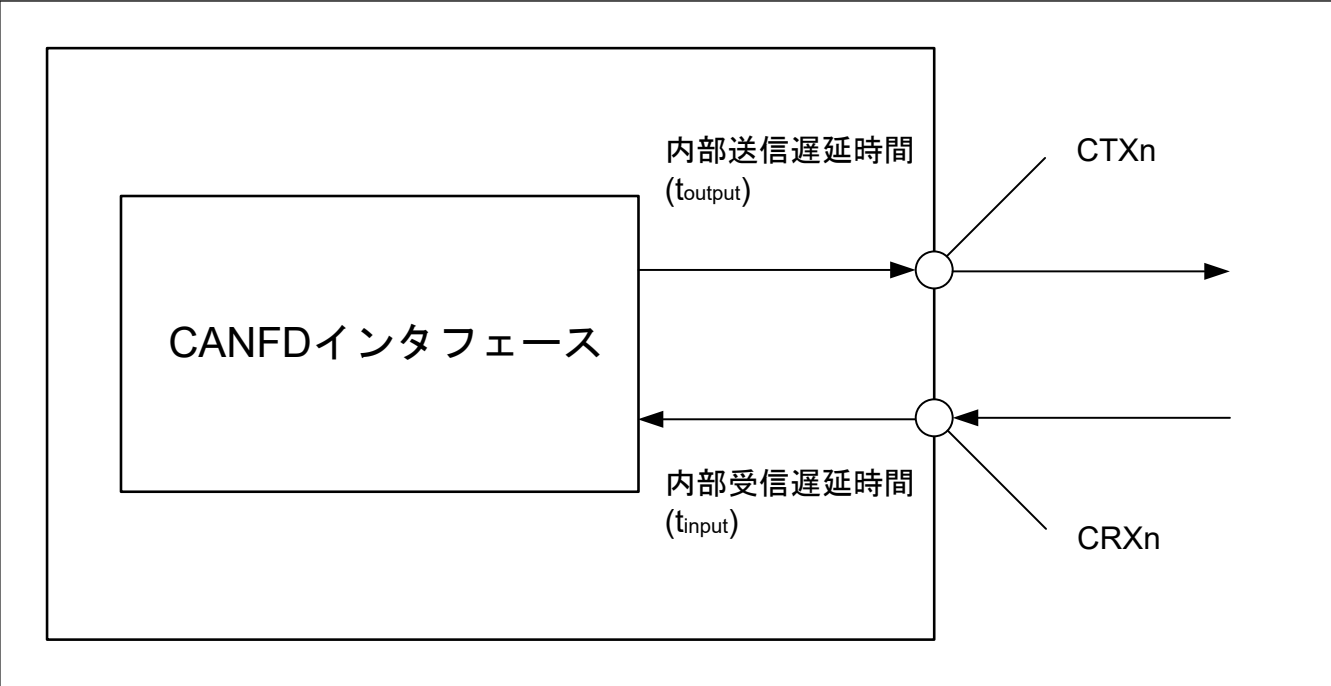 内部送信遅延時間
(toutput)
CTXn
CANFDインタフェース
内部受信遅延時間
(tinput)
CRXn